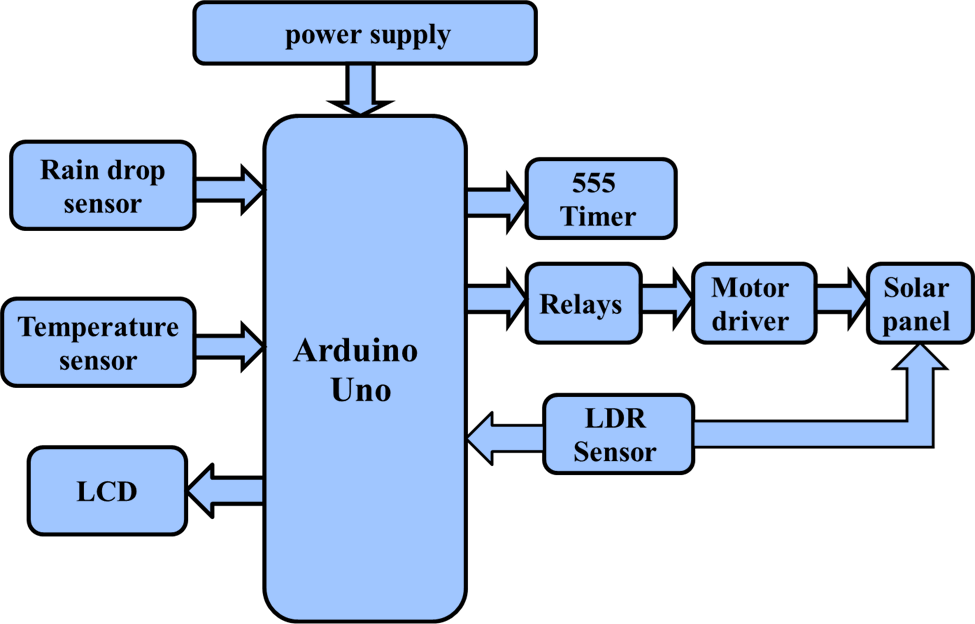 power supply
Rain drop
sensor
555
Timer
Relays
Motor
driver
Solar
panel
Temperature
sensor
Arduino
Uno
LDR
Sensor
LCD